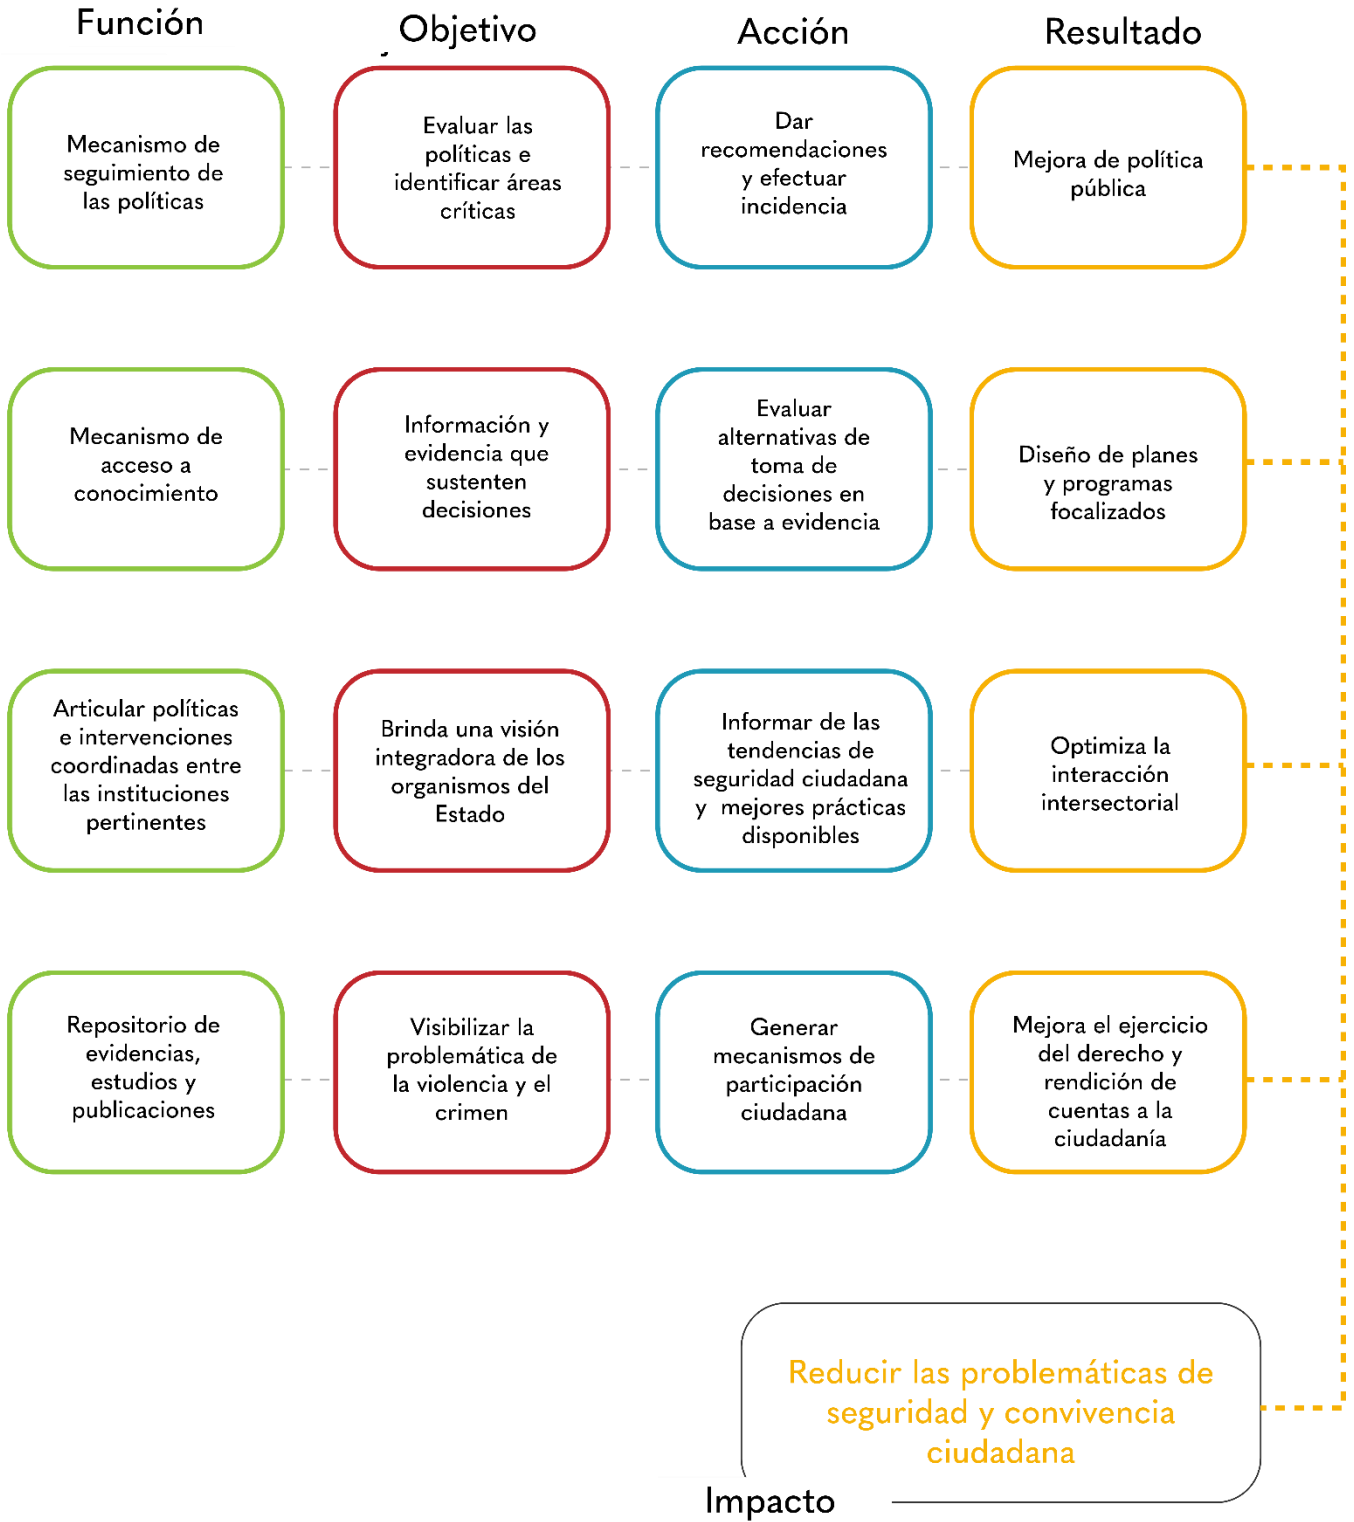 Función
Objetivo
Acción
Resultado
Mecanismo de
seguimiento de
las políticas
Evaluar las
políticas e
identificar áreas
críticas
Dar
recomendaciones
y efectuar
incidencia
Mejora de política
pública
Mecanismo de
acceso a
conocimiento
Información y
evidencia que
sustenten
decisiones
Evaluar
alternativas de
toma de
decisiones en
base a evidencia
Diseño de planes
y programas
focalizados
Articular políticas
e intervenciones
coordinadas entre
las instituciones
pertinentes
Brinda una visión
integradora de los
organismos del
Estado
Informar de las
tendencias de
seguridad ciudadana
y mejores prácticas
disponibles
Optimiza la
interacción
intersectorial
Repositorio de
evidencias,
estudios y
publicaciones
Visibilizar la
problemática de
la violencia y el
crimen
Generar
mecanismos de
participación
ciudadana
Mejora el ejercicio
del derecho y
rendición de
cuentas a la
ciudadanía
Reducir las problemáticas de
seguridad y convivencia
ciudadana
Impacto